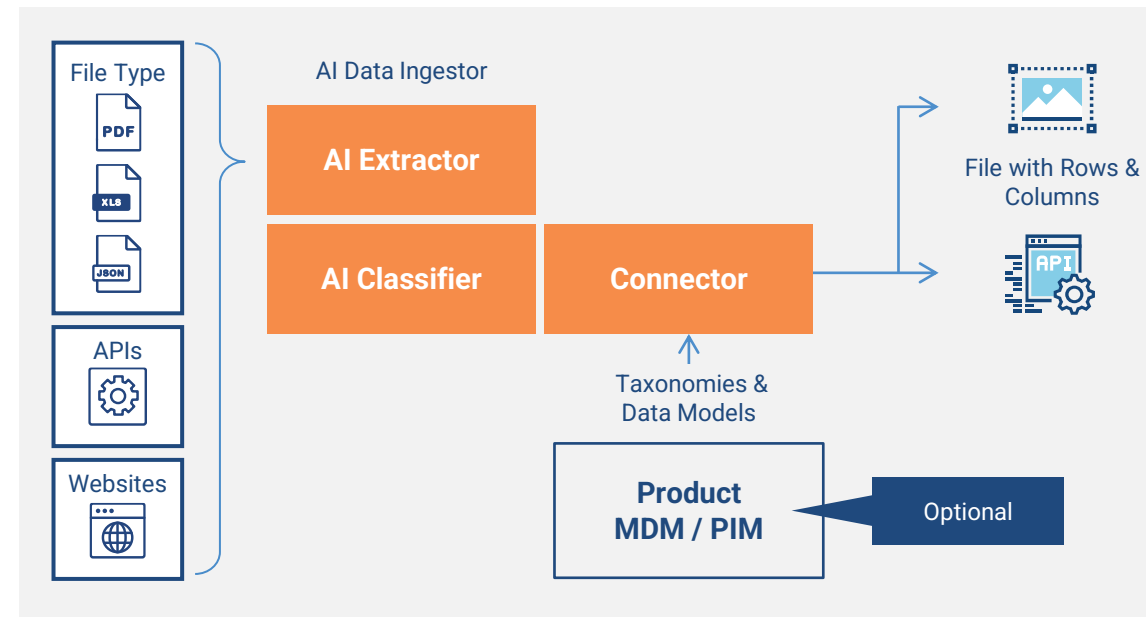 File Type
PDF
XLS
JSON
APIs
Websites
AI Data Ingestor
AI Extractor
AI Classifier
Connector
Taxonomies &
Data Models
Product
MDM / PIM
Optional
File with Rows &
Columns
API